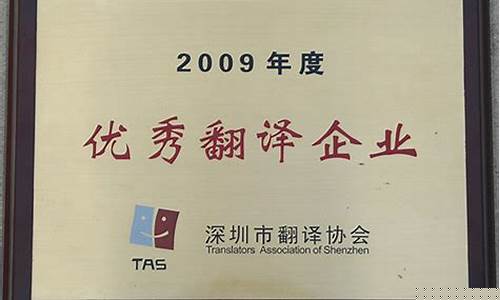 2009年度
优秀翻译企业
TAS
深圳市翻译协会
Translators Association of Shenzhen